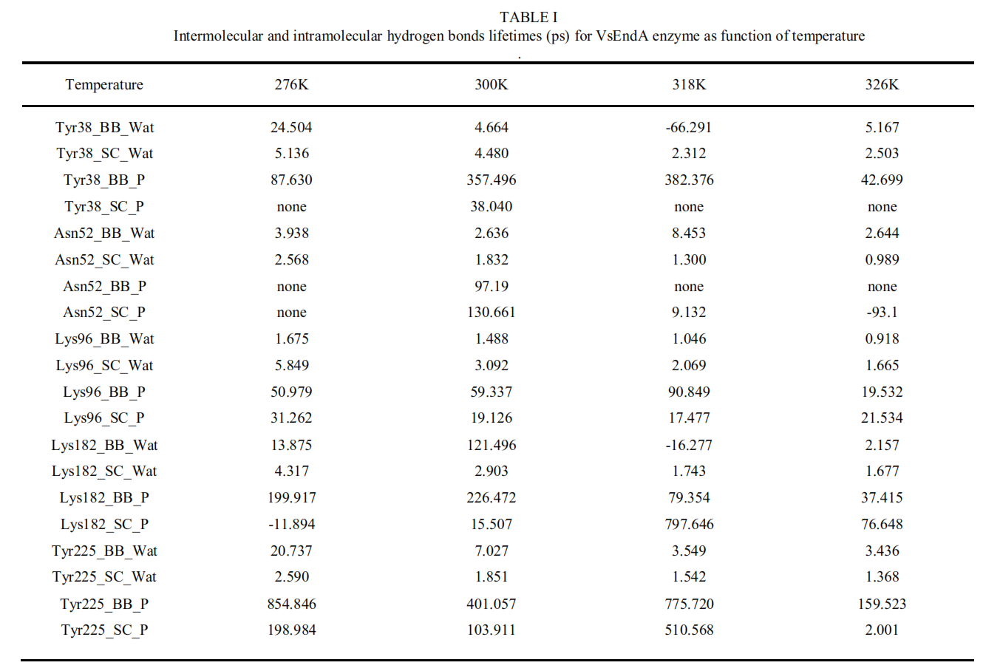 TABLE I
Intermolecular and intramolecular hydrogen bonds lifetimes (ps) for VsEndA enzyme as function of temperature
.
Temperature 276K 300K 318K 326K
Tyr38_BB_Wat 24.504 4.664 -66.291 5.167
Tyr38_SC_Wat 5.136 4.480 2.312 2.503
Tyr38_BB_P 87.630 357.496 382.376 42.699
Tyr38_SC_P none 38.040 none none
Asn52_BB_Wat 3.938 2.636 8.453 2.644
Asn52_SC_Wat 2.568 1.832 1.300 0.989
Asn52_BB_P none 97.19 none none
Asn52_SC_P none 130.661 9.132 -93.1
Lys96_BB_Wat 1.675 1.488 1.046 0.918
Lys96_SC_Wat 5.849 3.092 2.069 1.665
Lys96_BB_P 50.979 59.337 90.849 19.532
Lys96_SC_P 31.262 19.126 17.477 21.534
Lys182_BB_Wat 13.875 121.496 -16.277 2.157
Lys182_SC_Wat 4.317 2.903 1.743 1.677
Lys182_BB_P 199.917 226.472 79.354 37.415
Lys182_SC_P -11.894 15.507 797.646 76.648
Tyr225_BB_Wat 20.737 7.027 3.549 3.436
Tyr225_SC_Wat 2.590 1.851 1.542 1.368
Tyr225_BB_P 854.846 401.057 775.720 159.523
Tyr225_SC_P 198.984 103.911 510.568 2.001